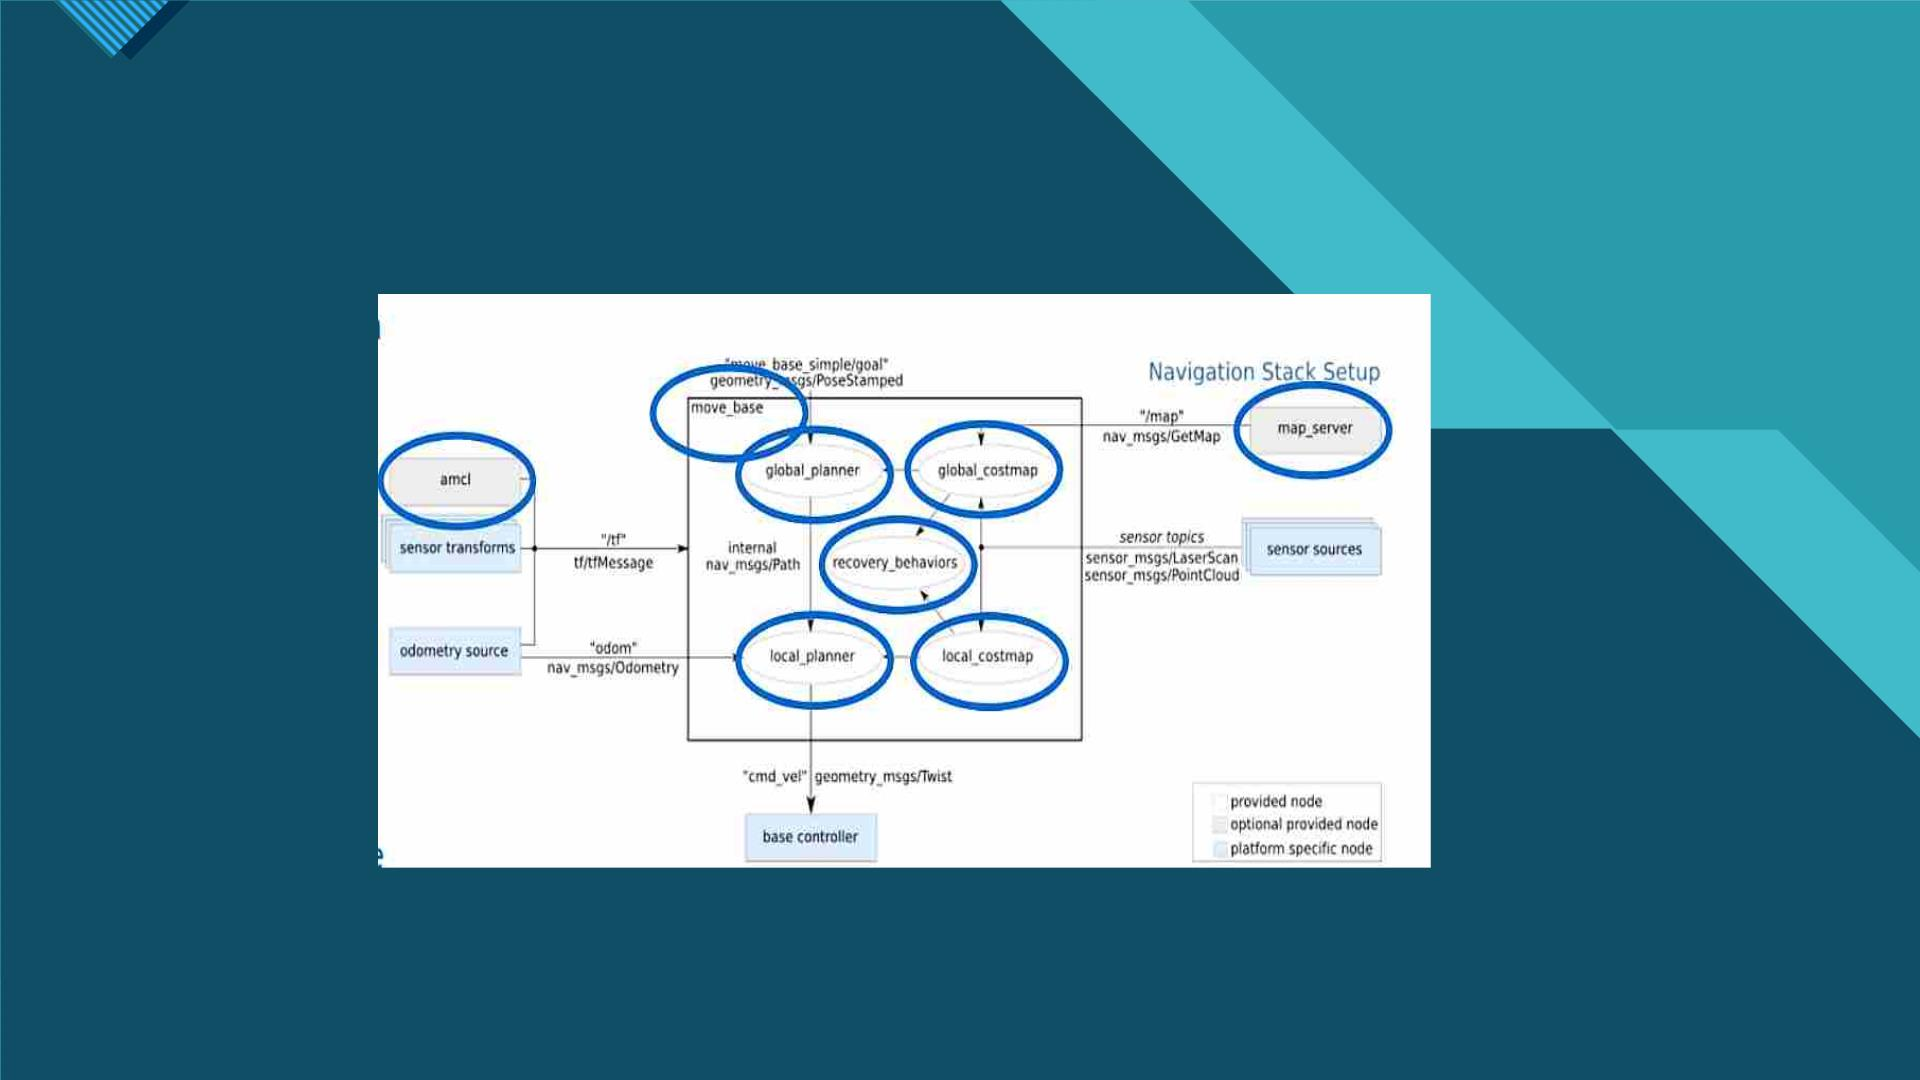 Navigation Stack Setup
"move_base_simple/goal"
geometry_msgs/PoseStamped
move_base
"/map"
nav_msgs/GetMap
map_server
amcl
global_planner
global_costmap
sensor transforms
"/tf"
tf/tfMessage
internal
nav_msgs/Path
recovery_behaviors
sensor topics
sensor_msgs/LaserScan
sensor_msgs/PointCloud
sensor sources
odometry source
"odom"
nav_msgs/Odometry
local_planner
local_costmap
"cmd_vel" geometry_msgs/Twist
base controller
provided node
optional provided node
platform specific node